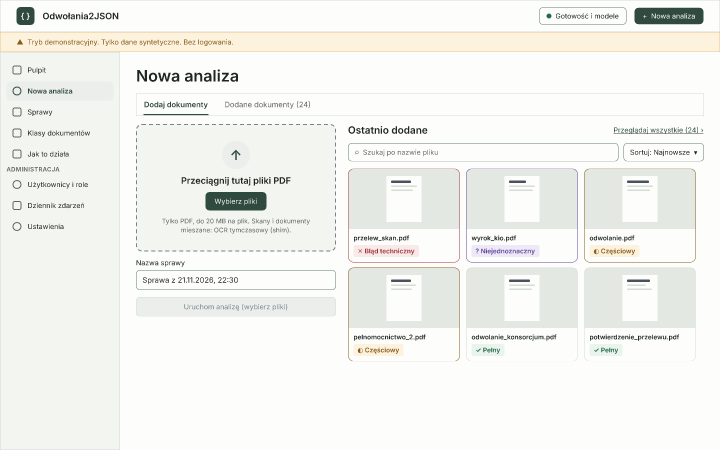 {} Odwołania2JSON
Gotowość i modele
+ Nowa analiza
Tryb demonstracyjny. Tylko dane syntetyczne. Bez logowania.
Pulpit
Nowa analiza
Sprawy
Klasy dokumentów
Jak to działa
ADMINISTRACJA
Użytkownicy i role
Dziennik zdarzeń
Ustawienia
Nowa analiza
Dodaj dokumenty
Dodane dokumenty (24)
Przeciągnij tutaj pliki PDF
Wybierz pliki
Tylko PDF, do 20 MB na plik. Skany i dokumenty
mieszane: OCR tymczasowy (shim).
Nazwa sprawy
Sprawa z 21.11.2026, 22:30
Uruchom analizę (wybierz pliki)
Ostatnio dodane
Przeglądaj wszystkie (24) ›
Szukaj po nazwie pliku
Sortuj: Najnowsze ▾
przelew_skan.pdf
× Błąd techniczny
wyrok_kio.pdf
? Niejednoznaczny
odwolanie.pdf
◐ Częściowy
pelnomocnictwo_2.pdf
◐ Częściowy
odwolanie_konsorcjum.pdf
✓ Pełny
potwierdzenie_przelewu.pdf
✓ Pełny